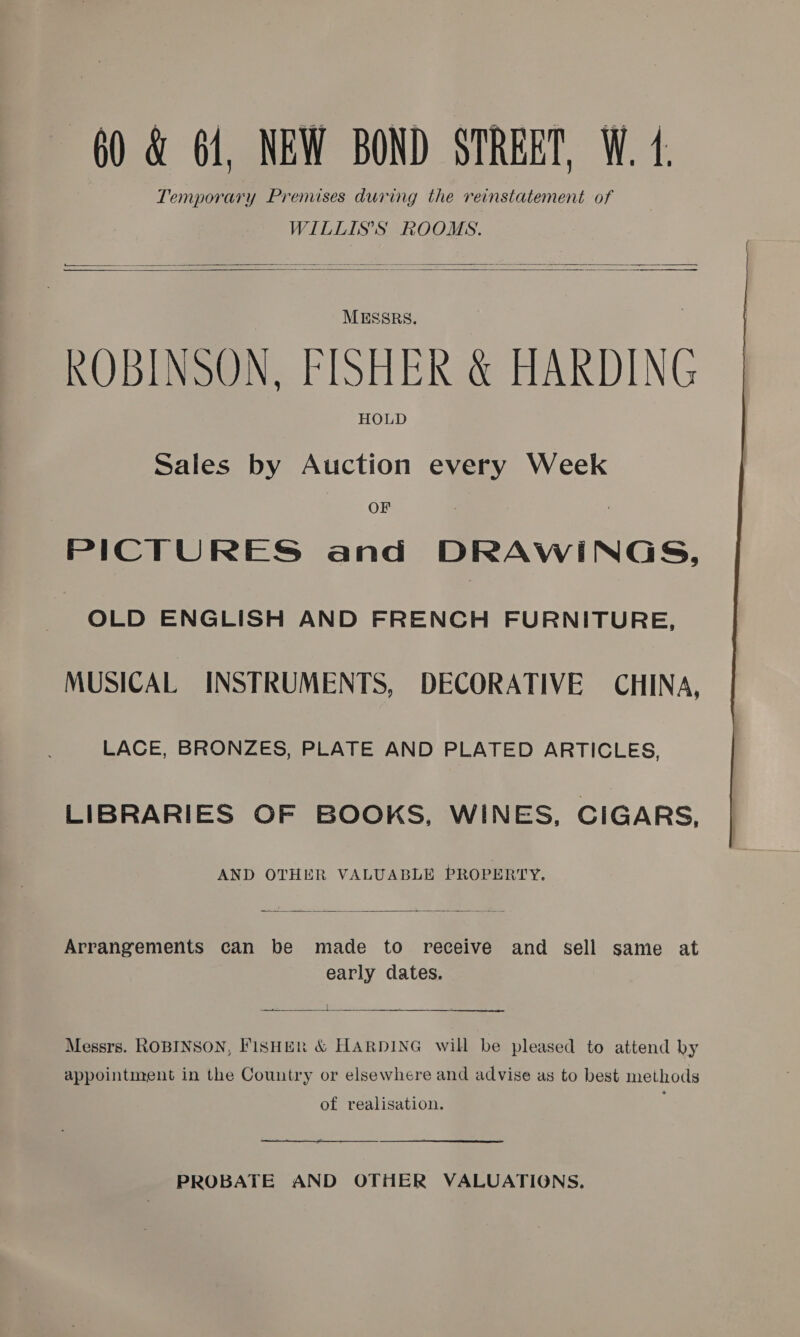 60 & 61, NEW BOND STREET, W. 1.
Temporary Premises during the reinstatement of
WILLIS'S ROOMS.
MESSRS.
ROBINSON, FISHER & HARDING
HOLD
Sales by Auction every Week
OF
PICTURES and DRAWINGS,
OLD ENGLISH AND FRENCH FURNITURE,
MUSICAL INSTRUMENTS, DECORATIVE CHINA,
LACE, BRONZES, PLATE AND PLATED ARTICLES,
LIBRARIES OF BOOKS, WINES, CIGARS,
AND OTHER VALUABLE PROPERTY.
Arrangements can be made to receive and sell same at
early dates.
Messrs. ROBINSON, FISHER & HARDING will be pleased to attend by
appointment in the Country or elsewhere and advise as to best methods
of realisation.
PROBATE AND OTHER VALUATIONS.